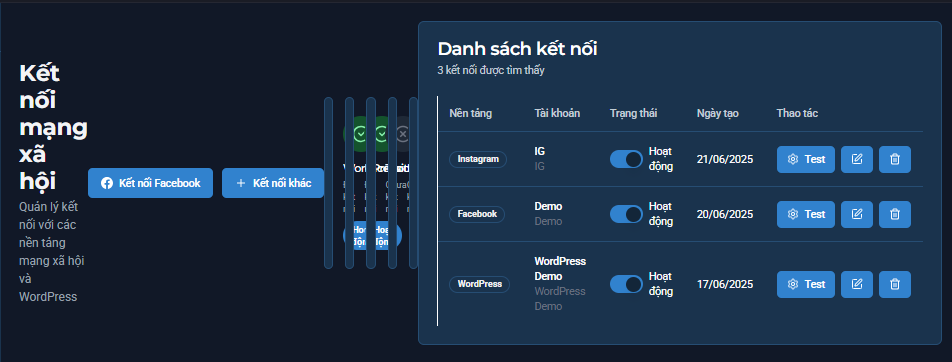 Kết
nối
mạng
xã
hội
Quản lý kết
nối với các
nền tảng
mạng xã hội
và
WordPress
Kết nối Facebook
Kết nối khác
Danh sách kết nối
3 kết nối được tìm thấy
Nền tảng Tài khoản Trạng thái Ngày tạo Thao tác
Instagram IG IG Hoạt động 21/06/2025 Test
Facebook Demo Demo Hoạt động 20/06/2025 Test
WordPress WordPress Demo WordPress Demo Hoạt động 17/06/2025 Test